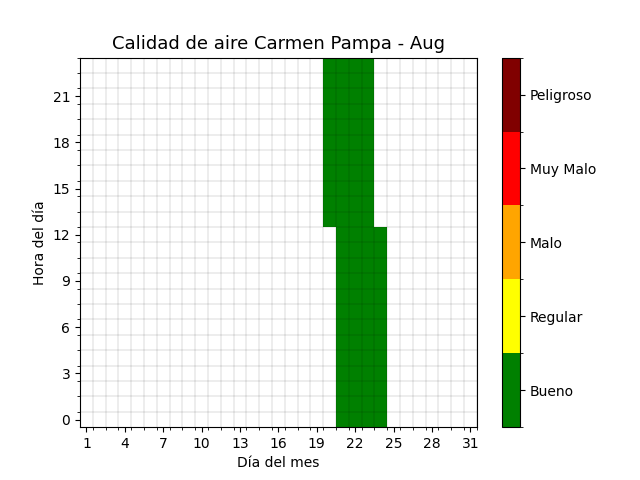 Calidad de aire Carmen Pampa - Aug
Peligroso
Muy Malo
Malo
Regular
Bueno
Hora del día
21
18
15
12
9
6
3
0
1 4 7 10 13 16 19 22 25 28 31
Día del mes